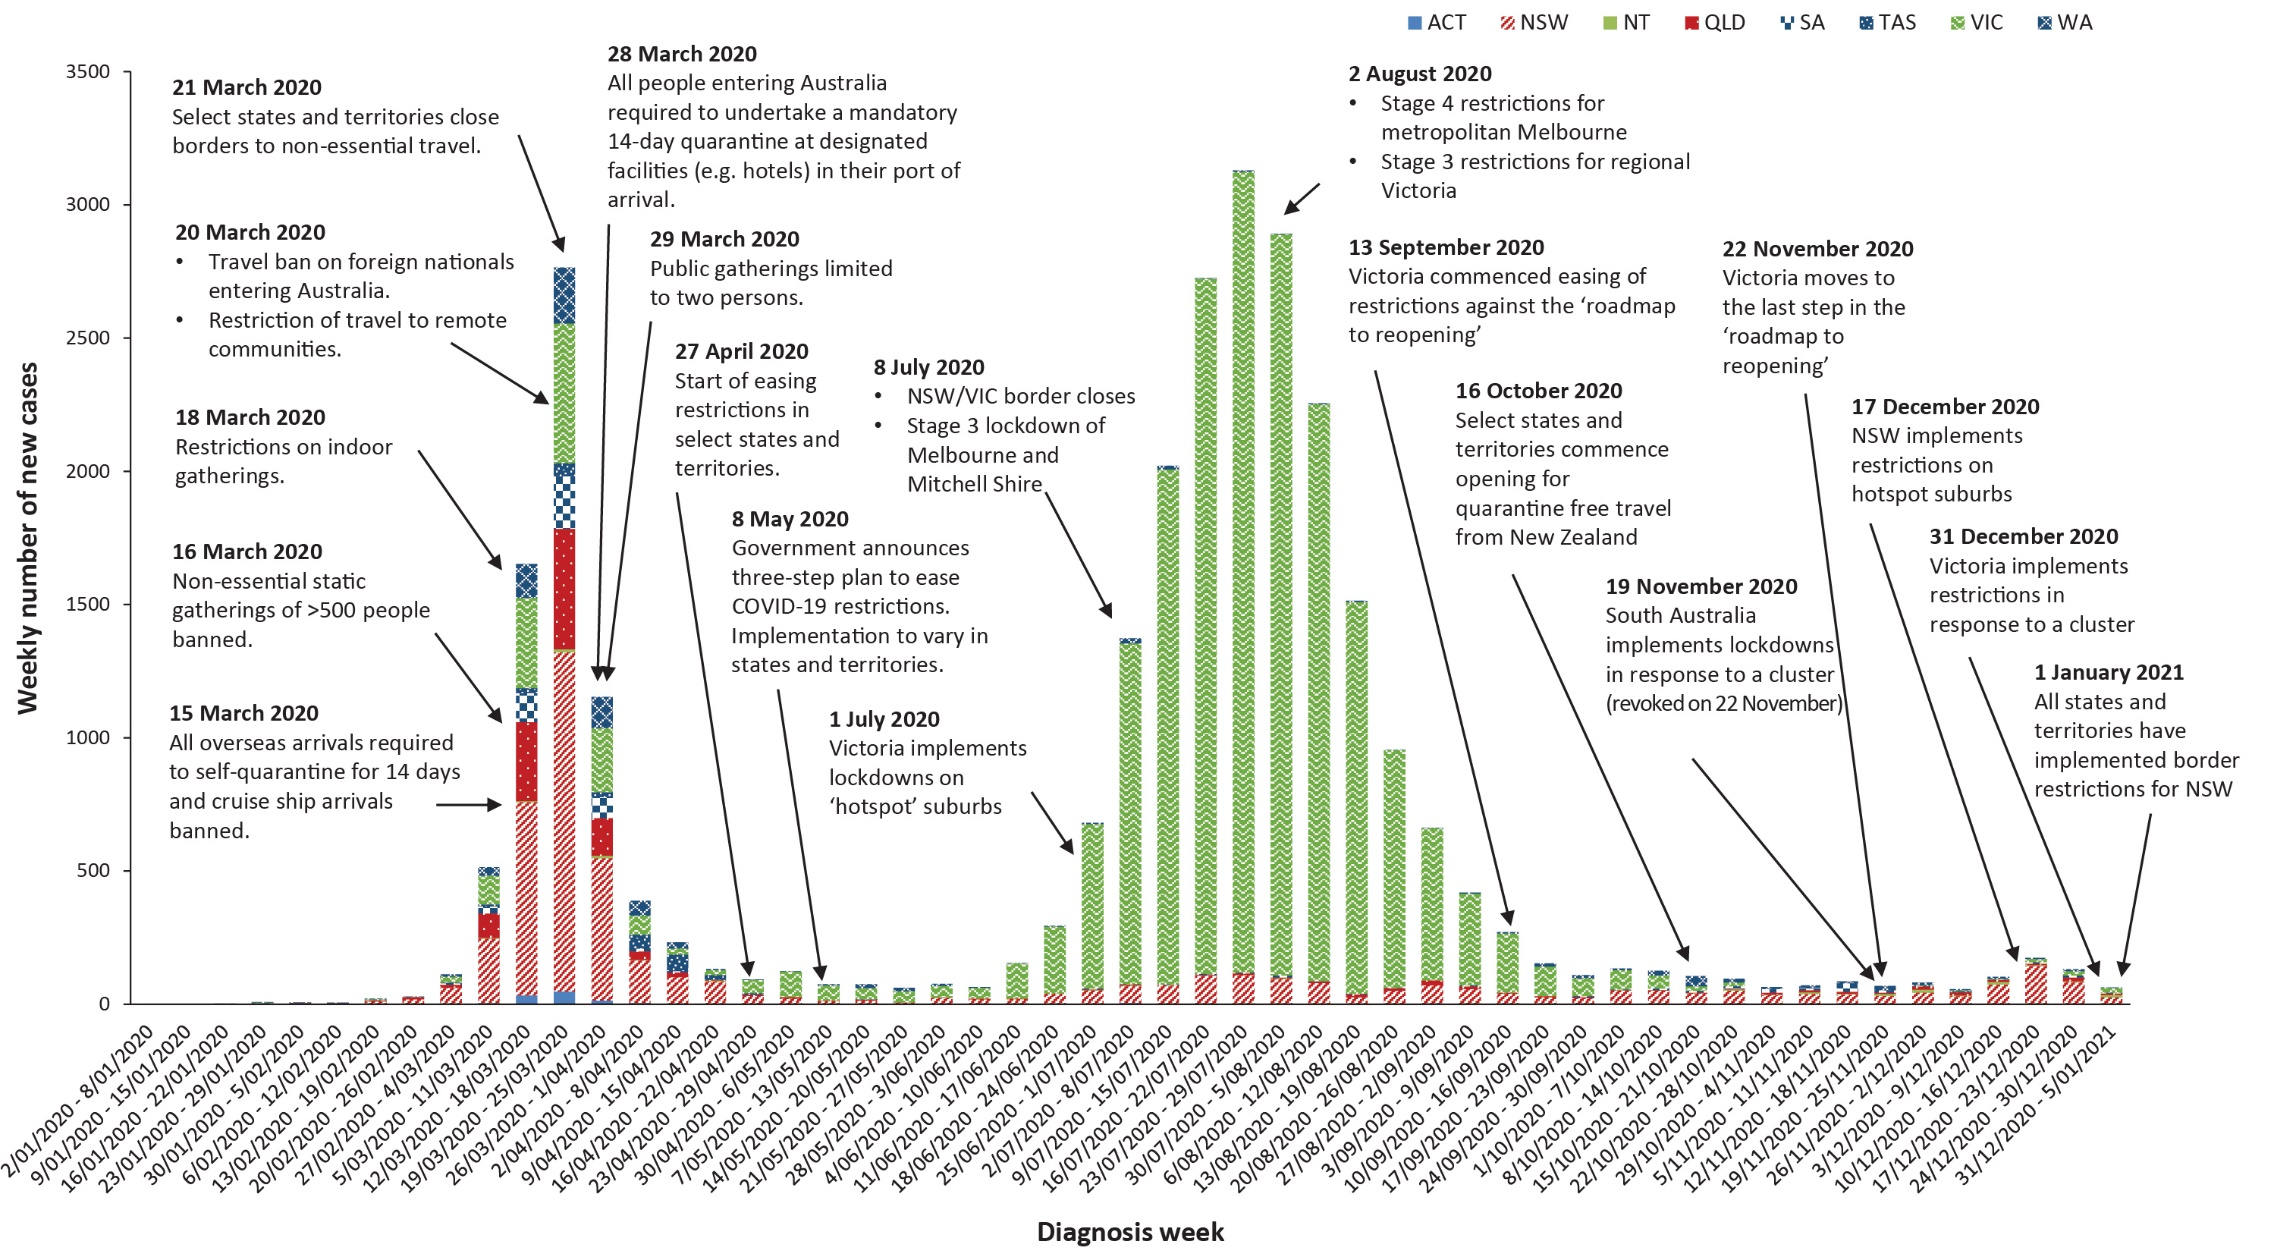 ACT NSW NT QLD SA TAS VIC WA
Weekly number of new cases
3500
3000
2500
2000
1500
1000
500
0
21 March 2020
Select states and territories close
borders to non-essential travel.
20 March 2020
• Travel ban on foreign nationals
entering Australia.
• Restriction of travel to remote
communities.
18 March 2020
Restrictions on indoor
gatherings.
16 March 2020
Non-essential static
gatherings of >500 people
banned.
15 March 2020
All overseas arrivals required
to self-quarantine for 14 days
and cruise ship arrivals
banned.
28 March 2020
All people entering Australia
required to undertake a mandatory
14-day quarantine at designated
facilities (e.g. hotels) in their port of
arrival.
29 March 2020
Public gatherings limited
to two persons.
27 April 2020
Start of easing
restrictions in
select states and
territories.
8 May 2020
Government announces
three-step plan to ease
COVID-19 restrictions.
Implementation to vary in
states and territories.
8 July 2020
• NSW/VIC border closes
• Stage 3 lockdown of
Melbourne and
Mitchell Shire
1 July 2020
Victoria implements
lockdowns on
‘hotspot’ suburbs
2 August 2020
• Stage 4 restrictions for
metropolitan Melbourne
• Stage 3 restrictions for regional
Victoria
13 September 2020
Victoria commenced easing of
restrictions against the ‘roadmap
to reopening’
16 October 2020
Select states and
territories commence
opening for
quarantine free travel
from New Zealand
19 November 2020
South Australia
implements lockdowns
in response to a cluster
(revoked on 22 November)
22 November 2020
Victoria moves to
the last step in the
‘roadmap to
reopening’
17 December 2020
NSW implements
restrictions on
hotspot suburbs
31 December 2020
Victoria implements
restrictions in
response to a cluster
1 January 2021
All states and
territories have
implemented border
restrictions for NSW
2/01/2020 - 8/01/2020
9/01/2020 - 15/01/2020
16/01/2020 - 22/01/2020
23/01/2020 - 29/01/2020
30/01/2020 - 5/02/2020
6/02/2020 - 12/02/2020
13/02/2020 - 19/02/2020
20/02/2020 - 26/02/2020
27/02/2020 - 4/03/2020
5/03/2020 - 11/03/2020
12/03/2020 - 18/03/2020
19/03/2020 - 25/03/2020
26/03/2020 - 1/04/2020
2/04/2020 - 8/04/2020
9/04/2020 - 15/04/2020
16/04/2020 - 22/04/2020
23/04/2020 - 29/04/2020
30/04/2020 - 6/05/2020
7/05/2020 - 13/05/2020
14/05/2020 - 20/05/2020
21/05/2020 - 27/05/2020
28/05/2020 - 3/06/2020
4/06/2020 - 10/06/2020
11/06/2020 - 17/06/2020
18/06/2020 - 24/06/2020
25/06/2020 - 1/07/2020
2/07/2020 - 8/07/2020
9/07/2020 - 15/07/2020
16/07/2020 - 22/07/2020
23/07/2020 - 29/07/2020
30/07/2020 - 5/08/2020
6/08/2020 - 12/08/2020
13/08/2020 - 19/08/2020
20/08/2020 - 26/08/2020
27/08/2020 - 2/09/2020
3/09/2020 - 9/09/2020
10/09/2020 - 16/09/2020
17/09/2020 - 23/09/2020
24/09/2020 - 30/09/2020
1/10/2020 - 7/10/2020
8/10/2020 - 14/10/2020
15/10/2020 - 21/10/2020
22/10/2020 - 28/10/2020
29/10/2020 - 4/11/2020
5/11/2020 - 11/11/2020
12/11/2020 - 18/11/2020
19/11/2020 - 25/11/2020
26/11/2020 - 2/12/2020
3/12/2020 - 9/12/2020
10/12/2020 - 16/12/2020
17/12/2020 - 23/12/2020
24/12/2020 - 30/12/2020
31/12/2020 - 5/01/2021
Diagnosis week